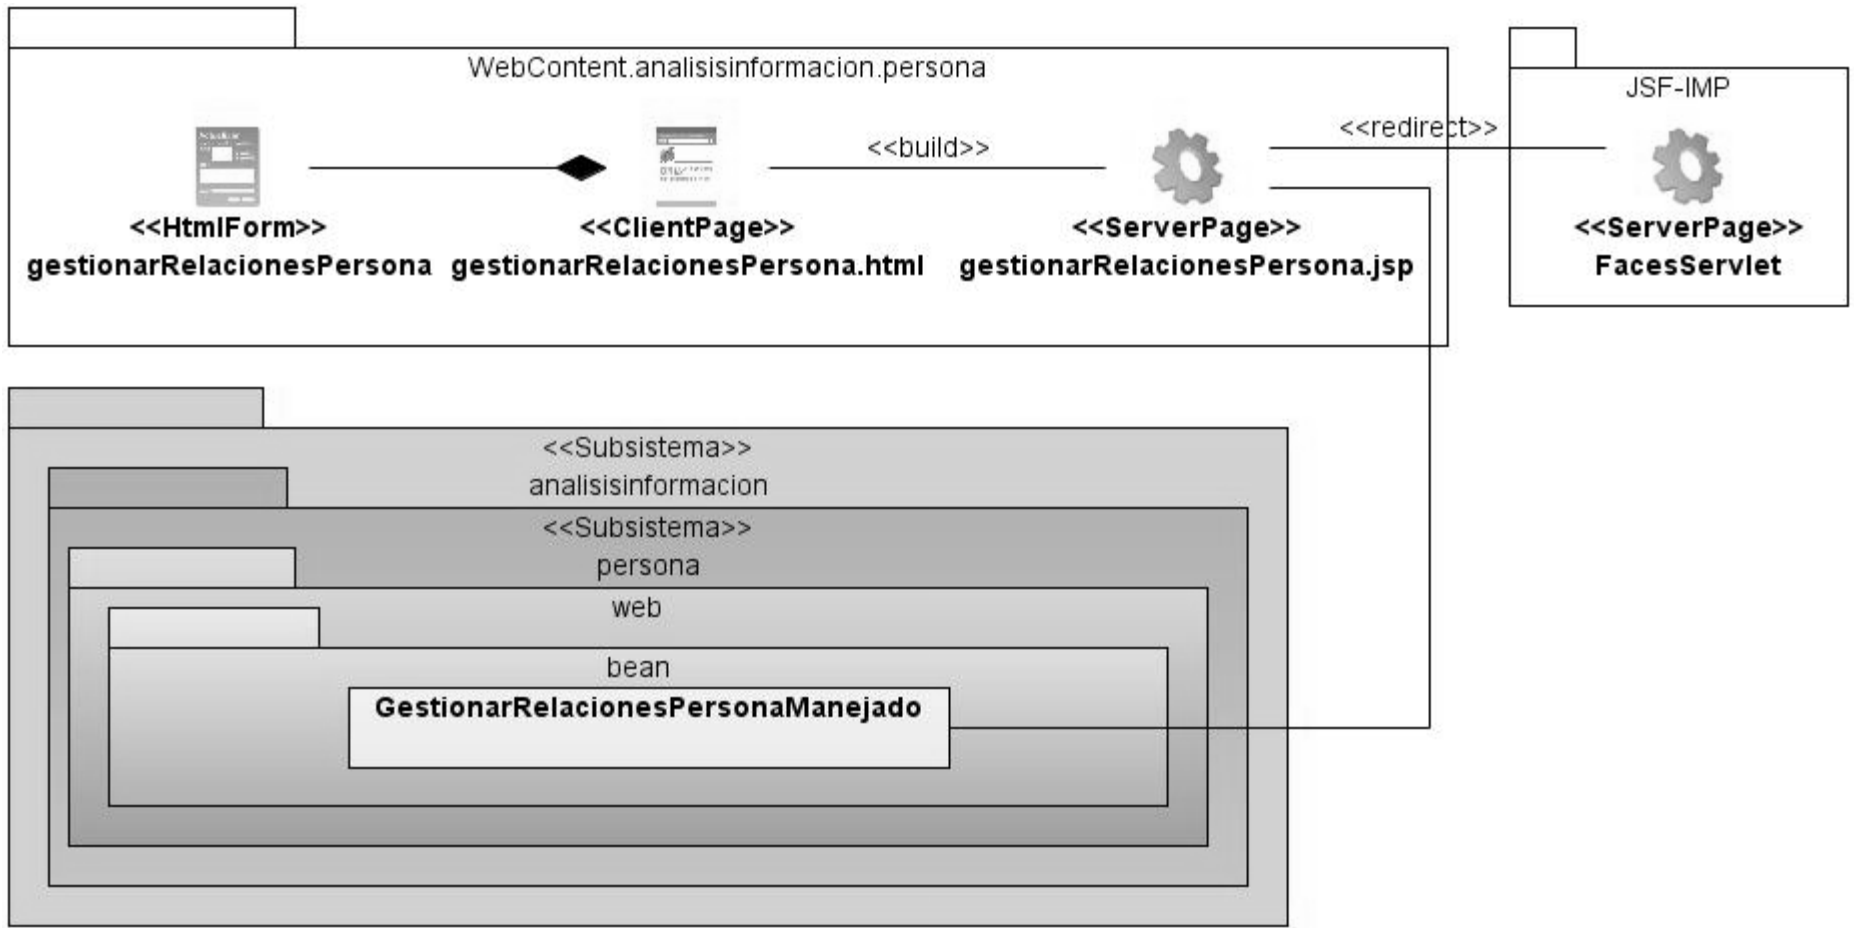 WebContent.analisisinformacion.persona
JSF-IMP
<<build>>
<<redirect>>
<<HtmlForm>>
gestionarRelacionesPersona
<<ClientPage>>
gestionarRelacionesPersona.html
<<ServerPage>>
gestionarRelacionesPersona.jsp
<<ServerPage>>
FacesServlet
<<Subsistema>>
analisisinformacion
<<Subsistema>>
persona
web
bean
GestionarRelacionesPersonaManejado